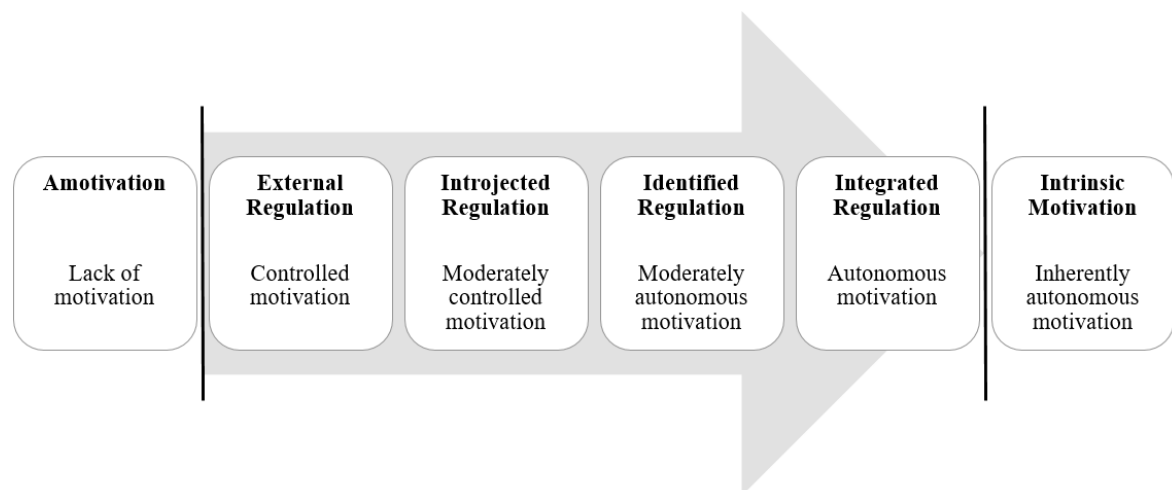 Amotivation
Lack of
motivation
External
Regulation
Controlled
motivation
Introjected
Regulation
Moderately
controlled
motivation
Identified
Regulation
Moderately
autonomous
motivation
Integrated
Regulation
Autonomous
motivation
Intrinsic
Motivation
Inherently
autonomous
motivation